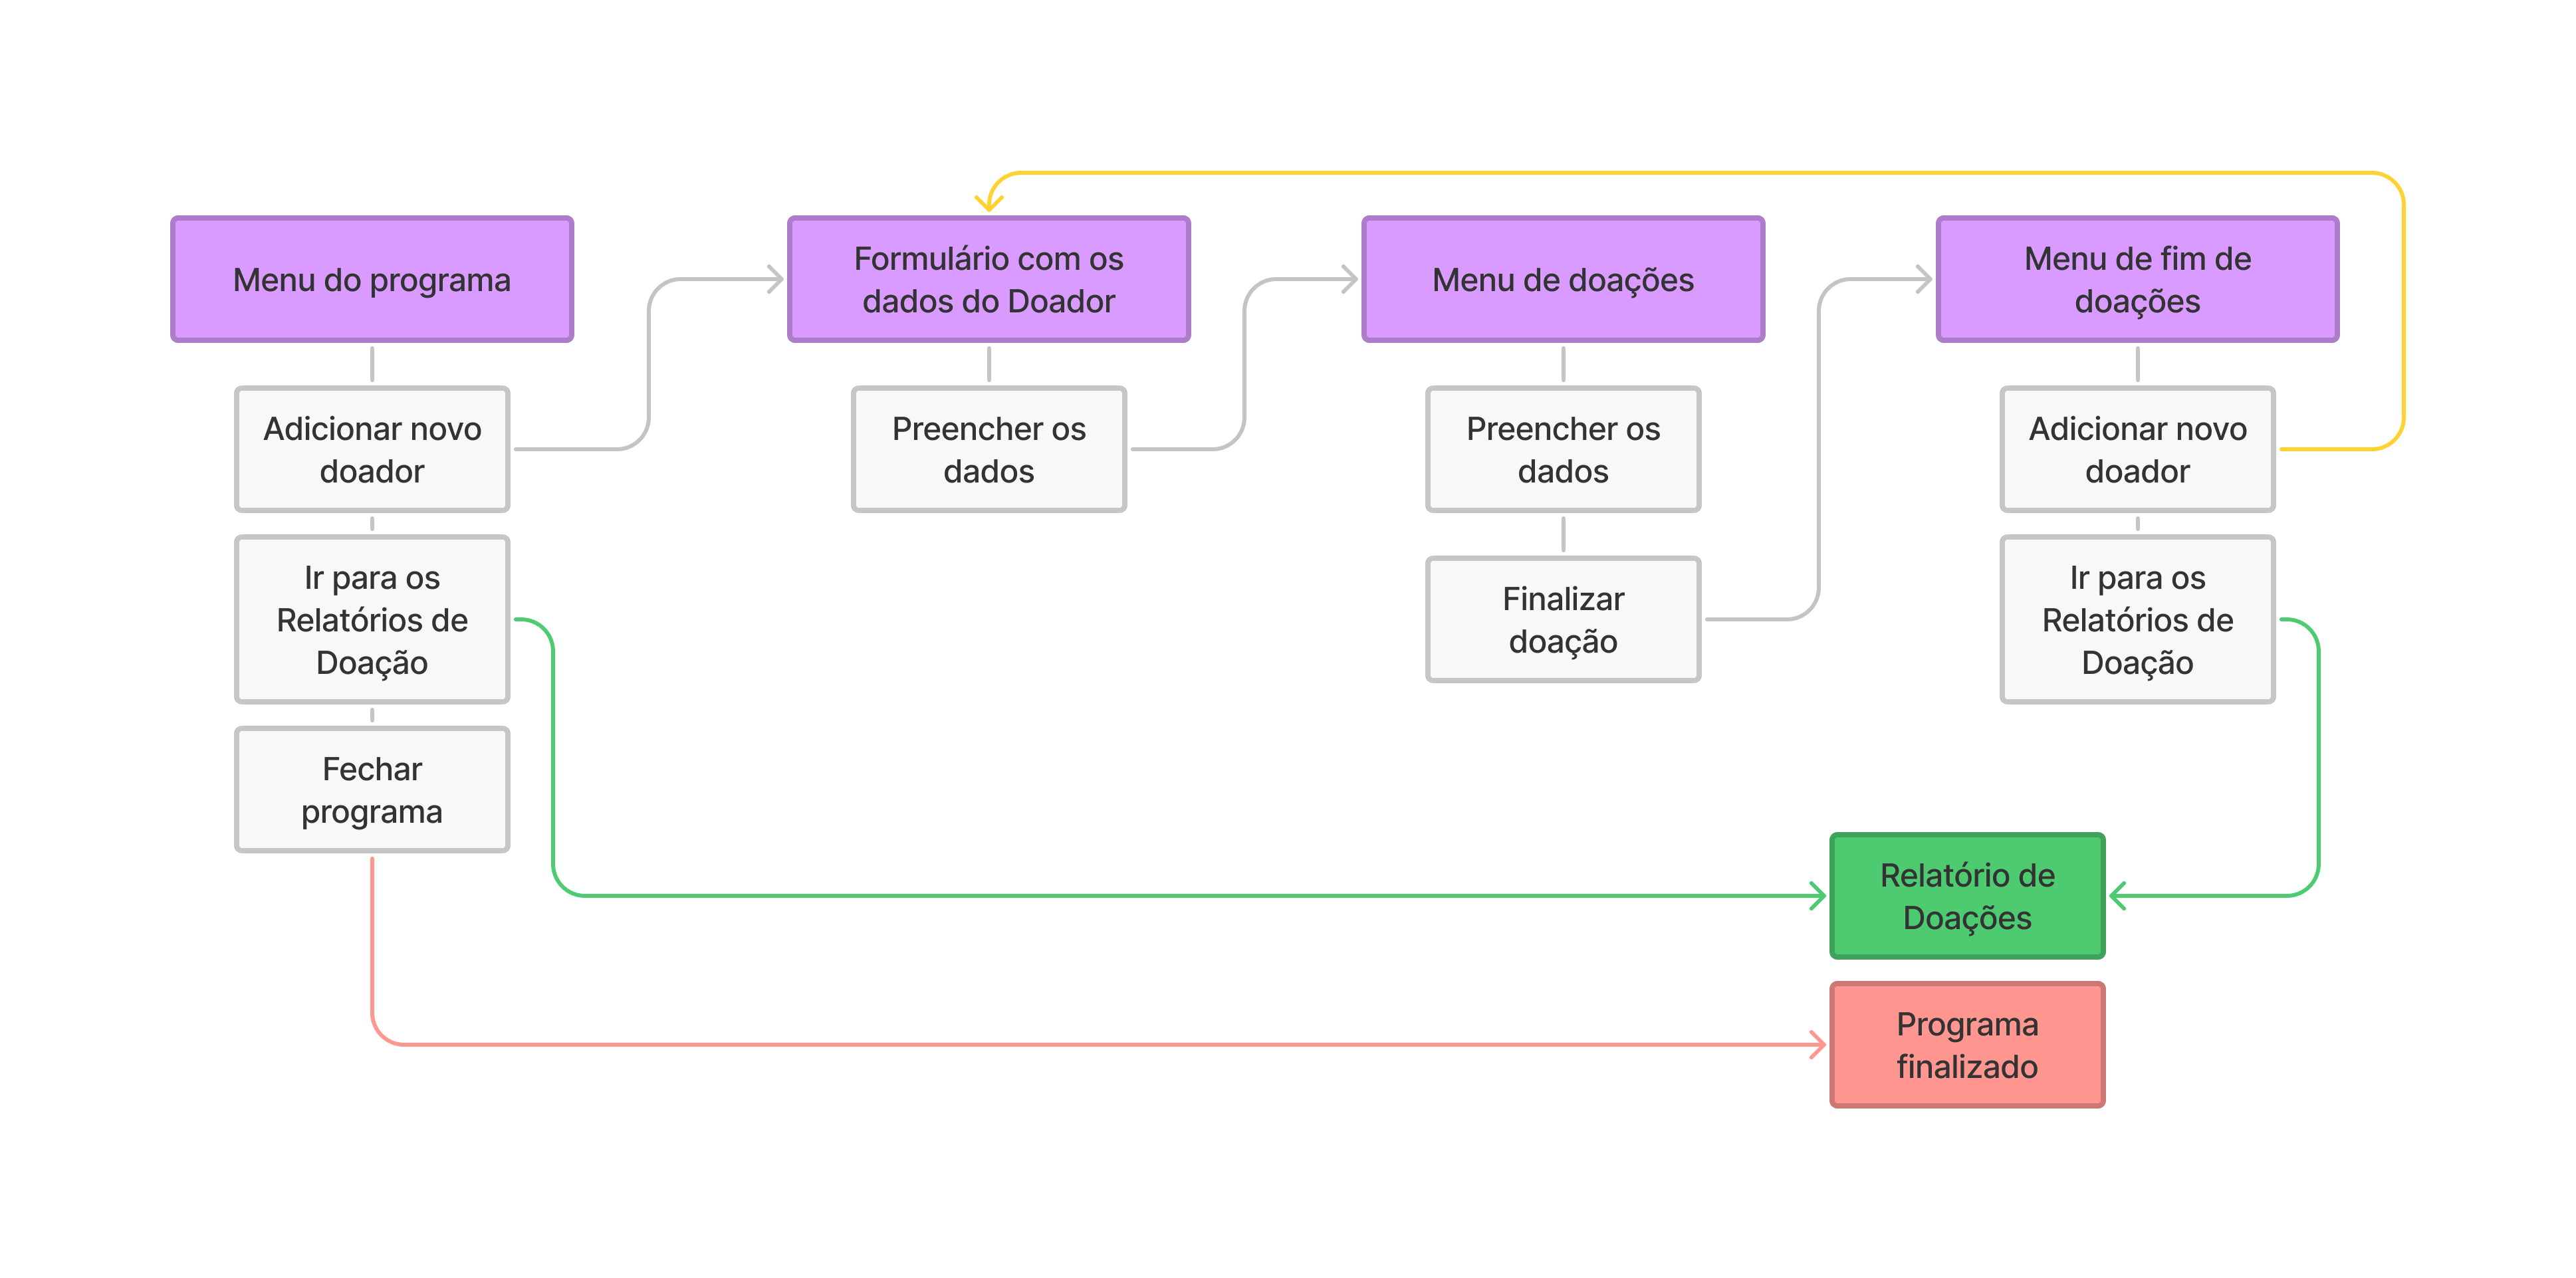 Menu do programa
Adicionar novo
doador
Ir para os
Relatórios de
Doação
Fechar
programa
Formulário com os
dados do Doador
Preencher os
dados
Menu de doações
Preencher os
dados
Finalizar
doação
Menu de fim de
doações
Adicionar novo
doador
Ir para os
Relatórios de
Doação
Relatório de
Doações
Programa
finalizado